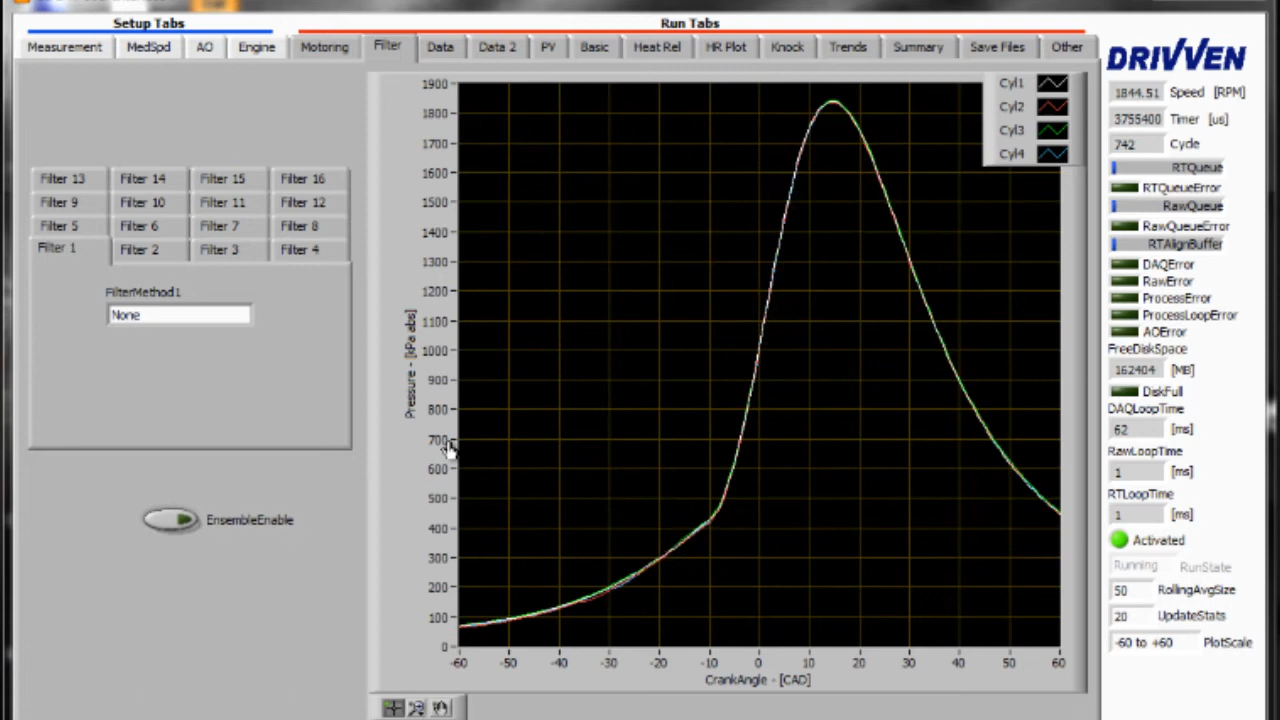 Setup Tabs Run Tabs
Measurement MedSpd AO Engine Motoring Filter Data Data 2 PV Basic Heat Rel HR Plot Knock Trends Summary Save Files Other
DRIVVEN
Filter 13 Filter 14 Filter 15 Filter 16
Filter 9 Filter 10 Filter 11 Filter 12
Filter 5 Filter 6 Filter 7 Filter 8
Filter 1 Filter 2 Filter 3 Filter 4
FilterMethod1
None
EnsembleEnable
Pressure - [kPa abs]
1900
1800
1700
1600
1500
1400
1300
1200
1100
1000
900
800
700
600
500
400
300
200
100
0
-60 -50 -40 -30 -20 -10 0 10 20 30 40 50 60
CrankAngle - [CAD]
Cyl1
Cyl2
Cyl3
Cyl4
1844.51 Speed [RPM]
3755400 Timer [us]
742 Cycle
RTQueue
RTQueueError
RawQueue
RawQueueError
RTAlignBuffer
DAQError
RawError
ProcessError
ProcessLoopError
AOError
FreeDiskSpace
162404 [MB]
DiskFull
DAQLoopTime
62 [ms]
RawLoopTime
1 [ms]
RTLoopTime
1 [ms]
Activated
Running RunState
50 RollingAvgSize
20 UpdateStats
-60 to +60 PlotScale